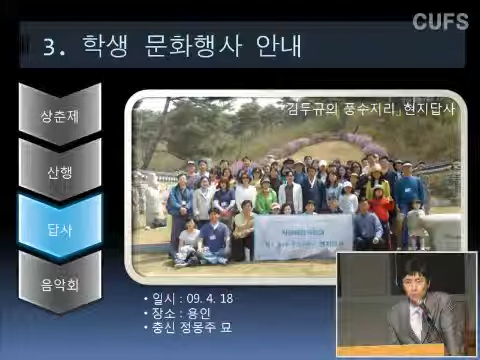 CUFS
3. 학생 문화행사 안내
상춘제
산행
답사
음악회
「김두규의 풍수지리」 현지답사
• 일시 : 09. 4. 18
• 장소 : 용인
• 충신 정몽주 묘